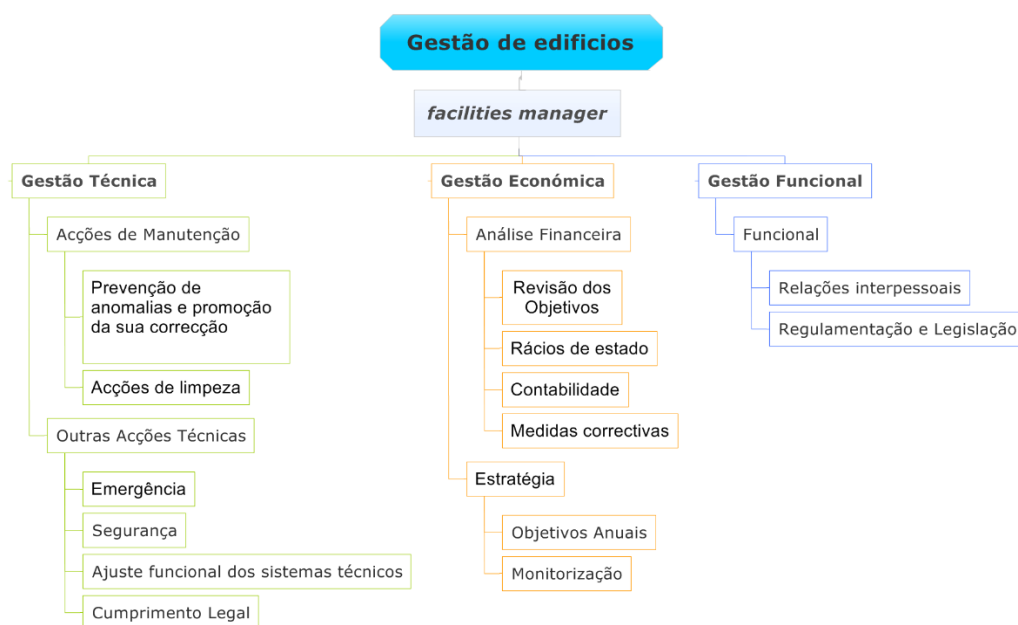 Gestão de edificios
facilities manager
Gestão Técnica
Acções de Manutenção
Prevenção de
anomalias e promoção
da sua correcção
Acções de limpeza
Outras Acções Técnicas
Emergência
Segurança
Ajuste funcional dos sistemas técnicos
Cumprimento Legal
Gestão Económica
Análise Financeira
Revisão dos
Objetivos
Rácios de estado
Contabilidade
Medidas correctivas
Estratégia
Objetivos Anuais
Monitorização
Gestão Funcional
Funcional
Relações interpessoais
Regulamentação e Legislação